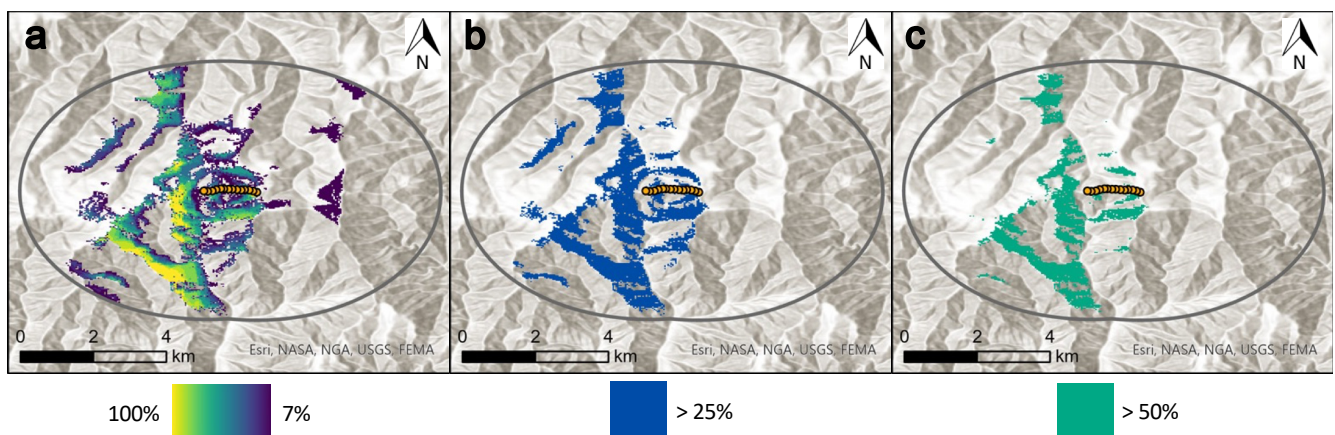 a
N
0 2 4
km
Esri, NASA, NGA, USGS, FEMA
100% 7%
b
N
0 2 4
km
Esri, NASA, NGA, USGS, FEMA
> 25%
c
N
0 2 4
km
Esri, NASA, NGA, USGS, FEMA
> 50%